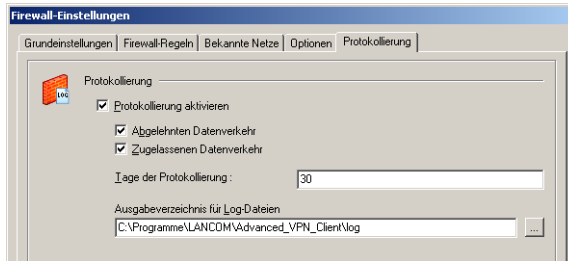 Firewall-Einstellungen
Grundeinstellungen Firewall-Regeln Bekannte Netze Optionen Protokollierung
LOG
Protokollierung
Protokollierung aktivieren
Abgelehnten Datenverkehr
Zugelassenen Datenverkehr
Tage der Protokollierung : 30
Ausgabeverzeichnis für Log-Dateien
C:\Programme\LANCOM\Advanced_VPN_Client\log ...